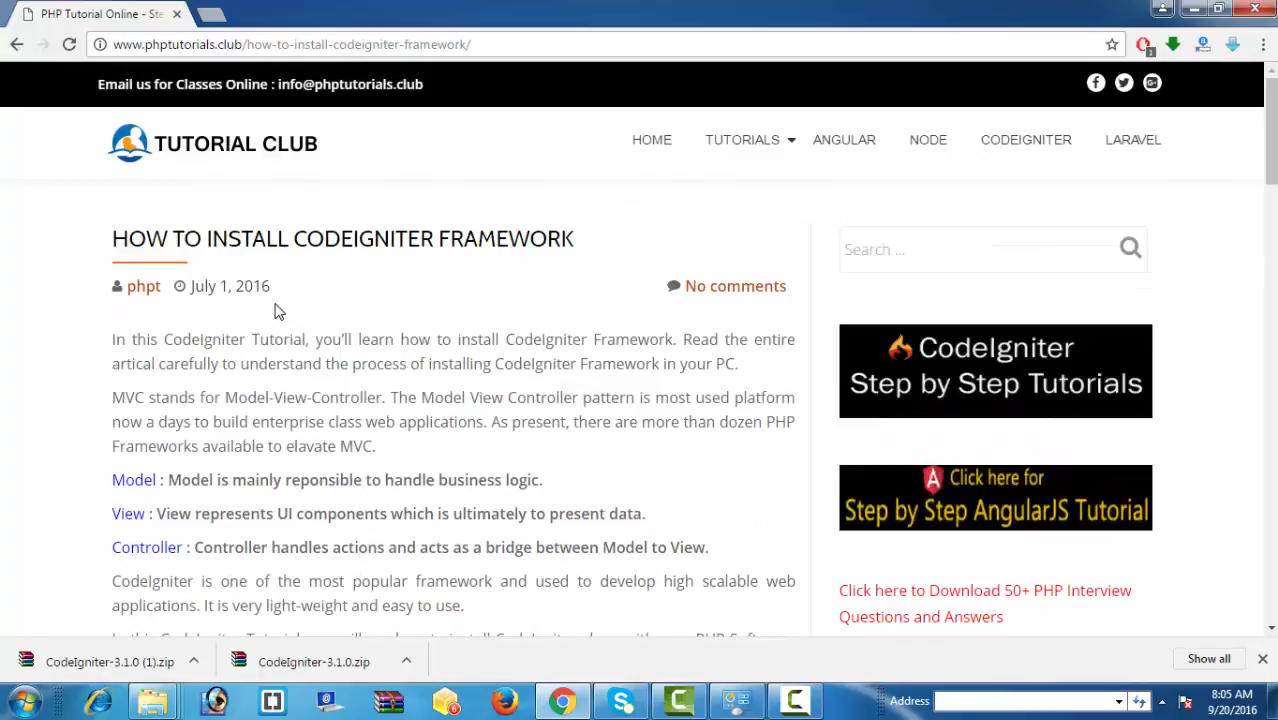 PHP Tutorial Online - Ste
www.phptutorials.club/how-to-install-codeigniter-framework/
1
Email us for Classes Online : info@phptutorials.club
TUTORIAL CLUB
HOME TUTORIALS ANGULAR NODE CODEIGNITER LARAVEL
HOW TO INSTALL CODEIGNITER FRAMEWORK
Search ...
phpt July 1, 2016 No comments
In this CodeIgniter Tutorial, you'll learn how to install CodeIgniter Framework. Read the entire
artical carefully to understand the process of installing CodeIgniter Framework in your PC.
MVC stands for Model-View-Controller. The Model View Controller pattern is most used platform
now a days to build enterprise class web applications. As present, there are more than dozen PHP
Frameworks available to elavate MVC.
Model : Model is mainly reponsible to handle business logic.
View : View represents UI components which is ultimately to present data.
Controller : Controller handles actions and acts as a bridge between Model to View.
CodeIgniter is one of the most popular framework and used to develop high scalable web
applications. It is very light-weight and easy to use.
CodeIgniter
Step by Step Tutorials
Click here for
Step by Step AngularJS Tutorial
Click here to Download 50+ PHP Interview
Questions and Answers
CodeIgniter-3.1.0 (1).zip
CodeIgniter-3.1.0.zip
Show all
Address
8:05 AM
9/20/2016